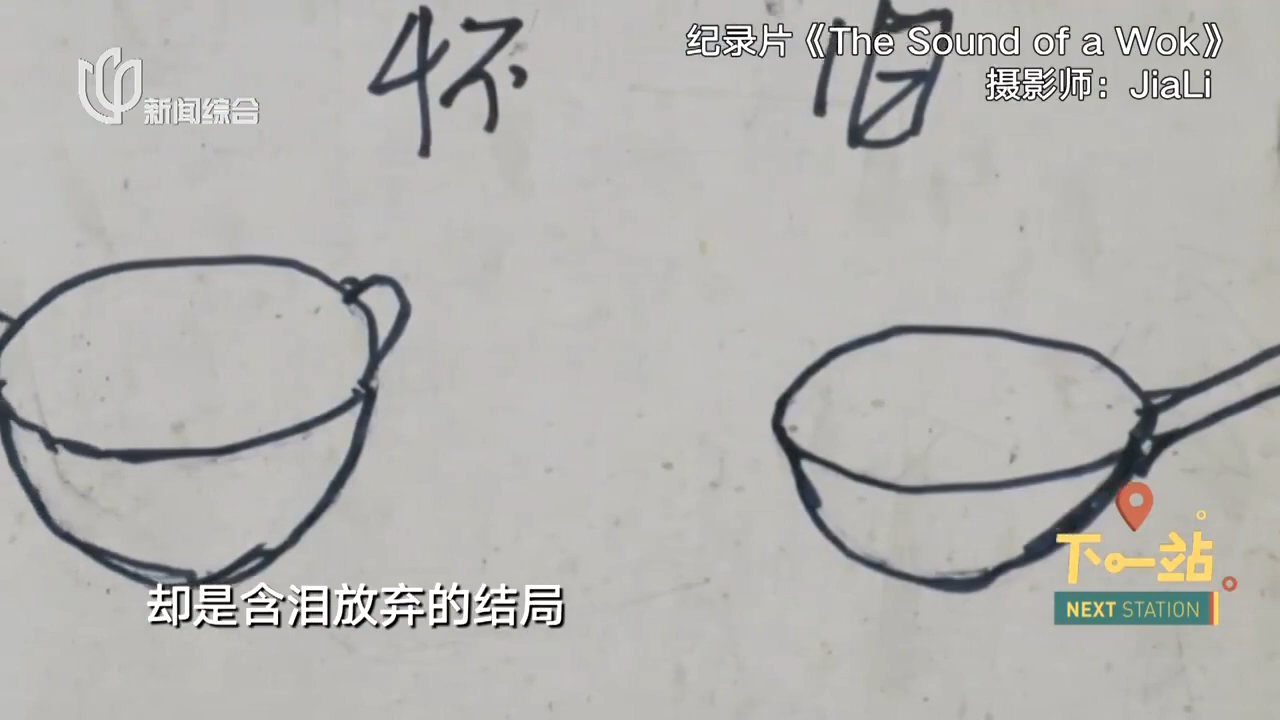 纪录片《The Sound of a Wok》
摄影师：JiaLi
新闻综合
怀
却是含泪放弃的结局
下一站
NEXT STATION